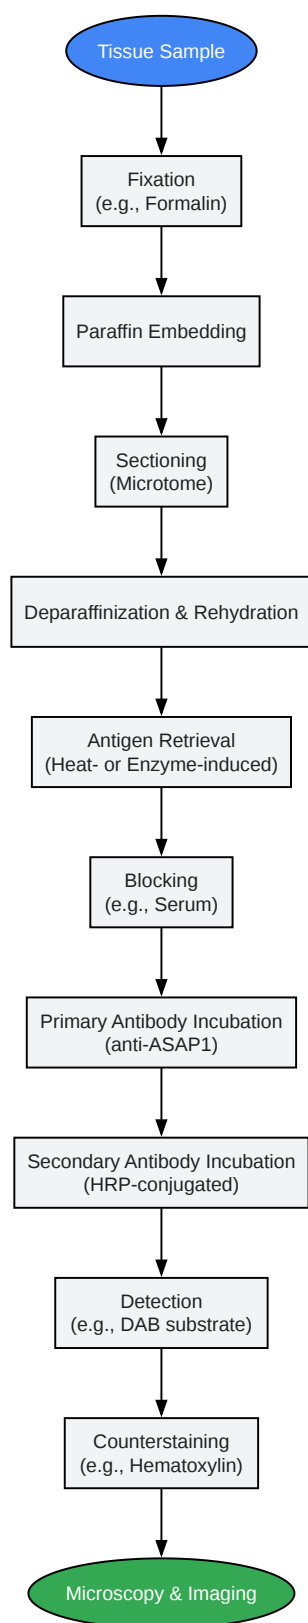 Tissue Sample
Fixation
(e.g., Formalin)
Paraffin Embedding
Sectioning
(Microtome)
Deparaffinization & Rehydration
Antigen Retrieval
(Heat- or Enzyme-induced)
Blocking
(e.g., Serum)
Primary Antibody Incubation
(anti-ASAP1)
Secondary Antibody Incubation
(HRP-conjugated)
Detection
(e.g., DAB substrate)
Counterstaining
(e.g., Hematoxylin)
Microscopy & Imaging